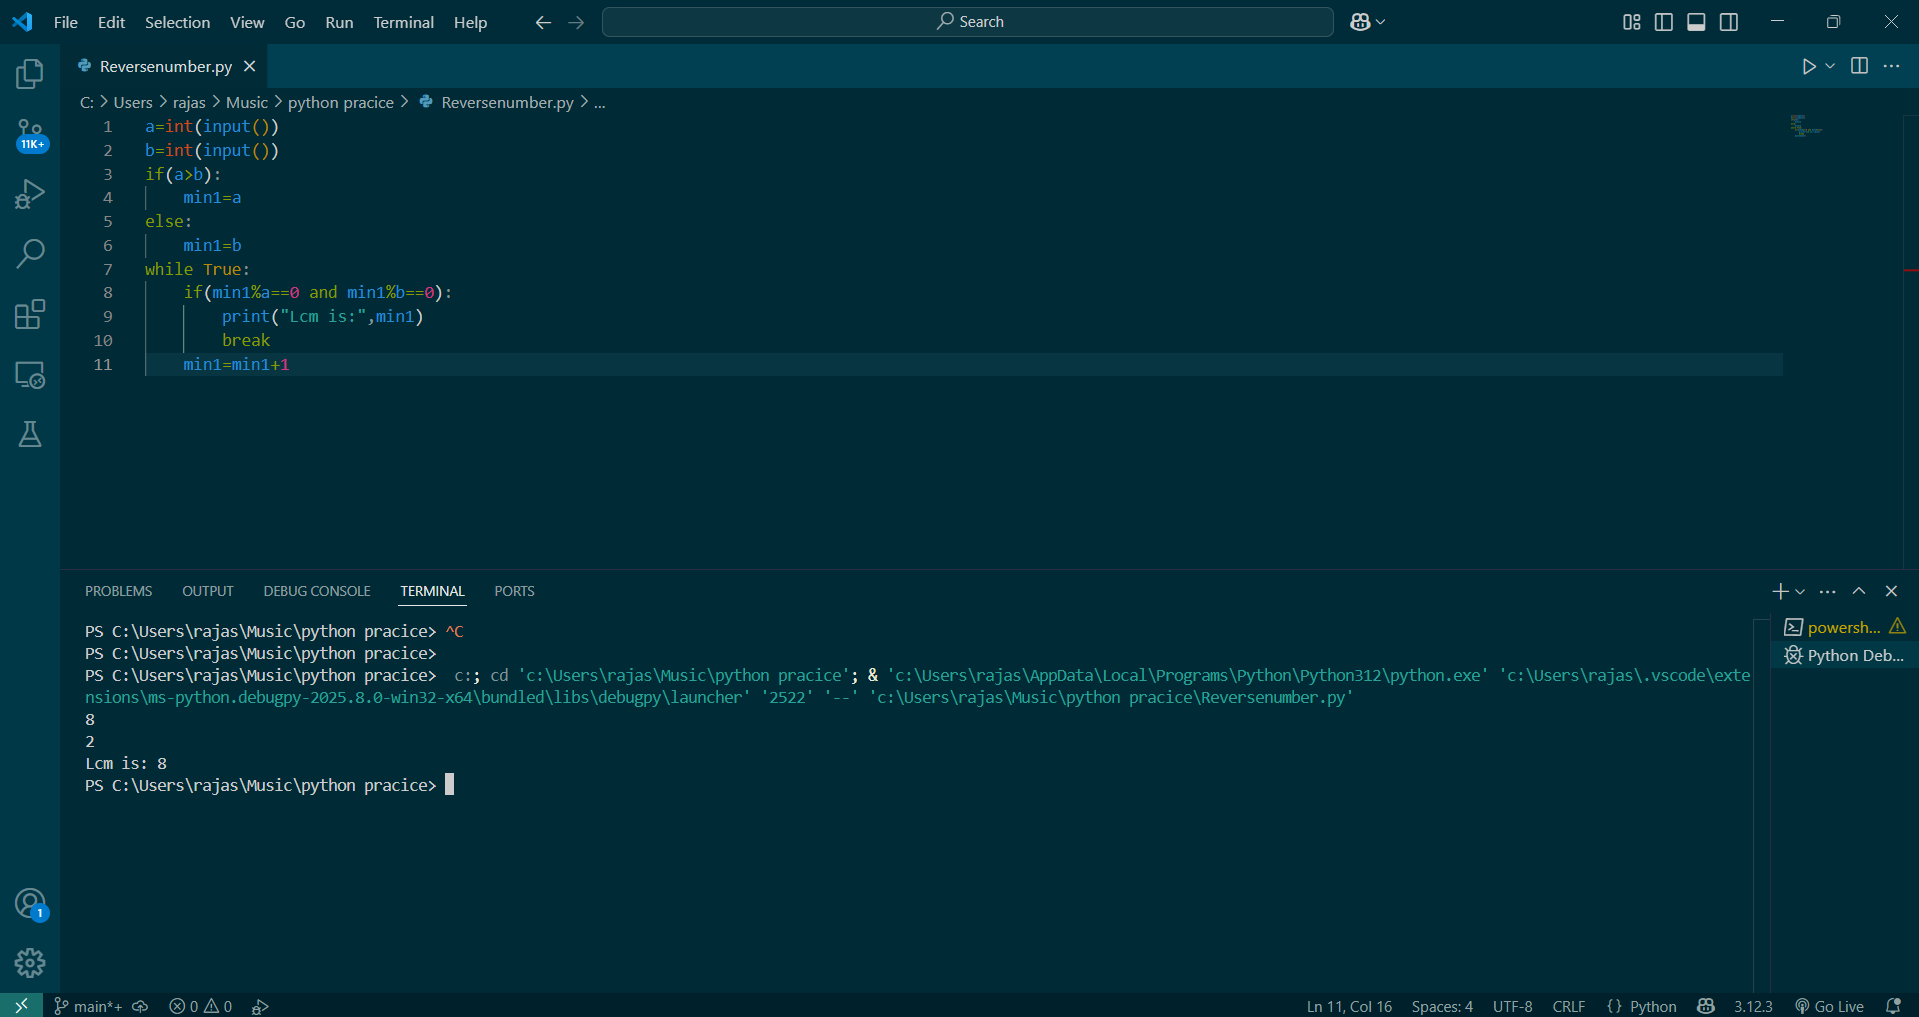 File Edit Selection View Go Run Terminal Help
Search
Reversenumber.py
C: > Users > rajas > Music > python pracice > Reversenumber.py > ...
11K+
1 a=int(input())
2 b=int(input())
3 if(a>b):
4 min1=a
5 else:
6 min1=b
7 while True:
8 if(min1%a==0 and min1%b==0):
9 print("Lcm is:",min1)
10 break
11 min1=min1+1
PROBLEMS OUTPUT DEBUG CONSOLE TERMINAL PORTS
PS C:\Users\rajas\Music\python pracice> ^C
PS C:\Users\rajas\Music\python pracice>
PS C:\Users\rajas\Music\python pracice> c:; cd 'c:\Users\rajas\Music\python pracice'; & 'c:\Users\rajas\AppData\Local\Programs\Python\Python312\python.exe' 'c:\Users\rajas\.vscode\exte
nsions\ms-python.debugpy-2025.8.0-win32-x64\bundled\libs\debugpy\launcher' '2522' '--' 'c:\Users\rajas\Music\python pracice\Reversenumber.py'
8
2
Lcm is: 8
PS C:\Users\rajas\Music\python pracice>
powersh...
Python Deb...
1
main*+ 0 0 Ln 11, Col 16 Spaces: 4 UTF-8 CRLF {} Python 3.12.3 Go Live